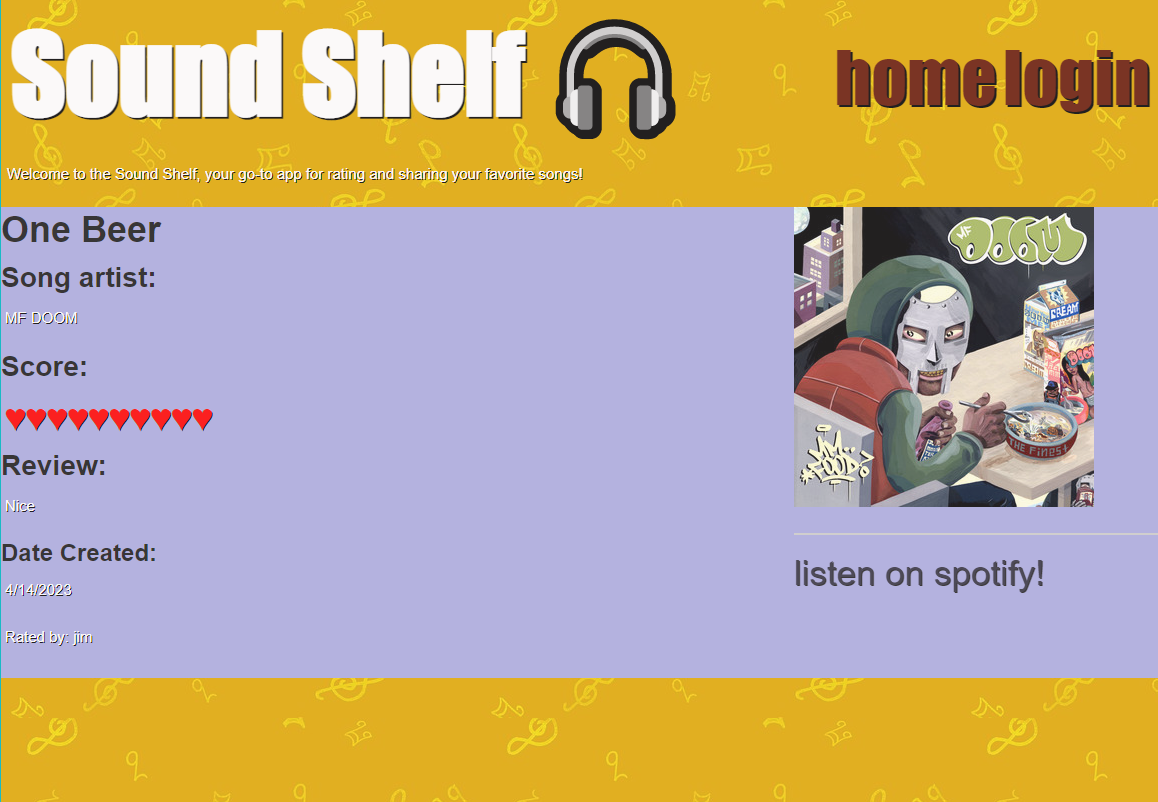 Sound Shelf
home login
Welcome to the Sound Shelf, your go-to app for rating and sharing your favorite songs!
One Beer
Song artist:
MF DOOM
Score:
Review:
Nice
Date Created:
4/14/2023
Rated by: jim
MF DOOM
CREAM
MM..
FOOD?
THE FINEST
listen on spotify!